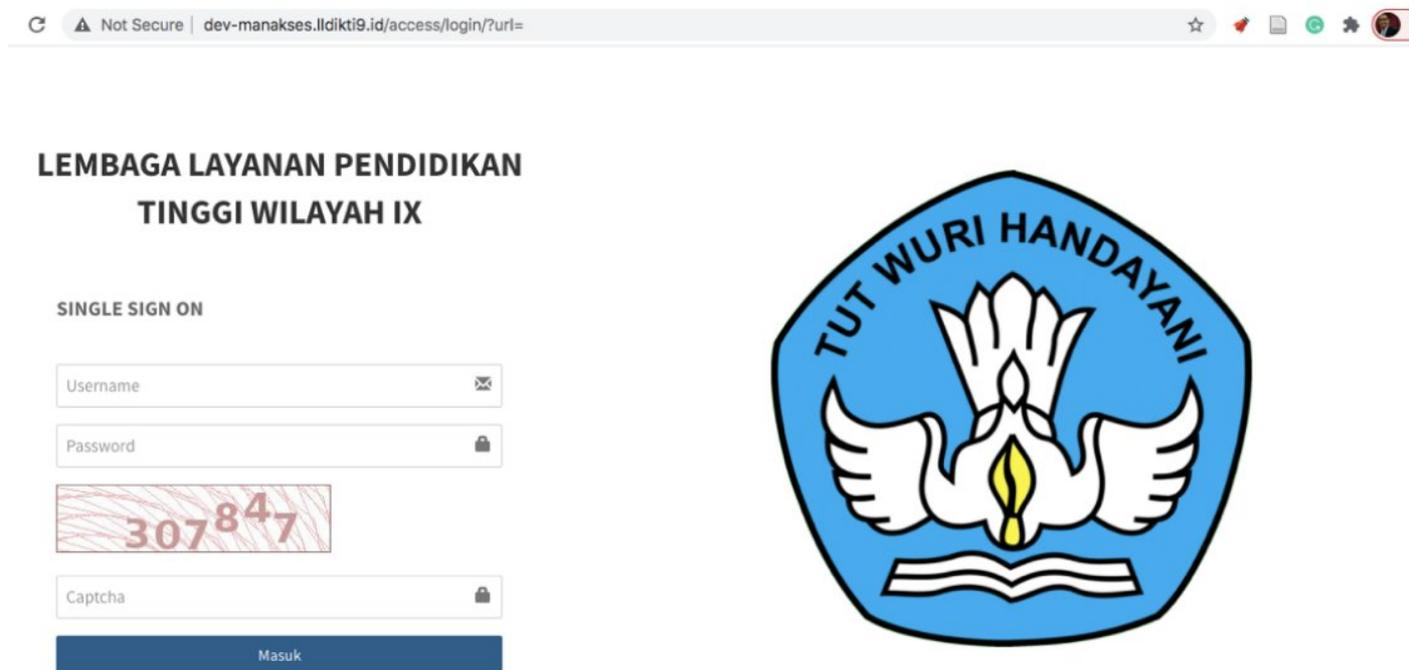 Not Secure | dev-manakses.lldikti9.id/access/login/?url=
LEMBAGA LAYANAN PENDIDIKAN
TINGGI WILAYAH IX
SINGLE SIGN ON
Username
Password
307847
Captcha
Masuk
TUT WURI HANDAYANI